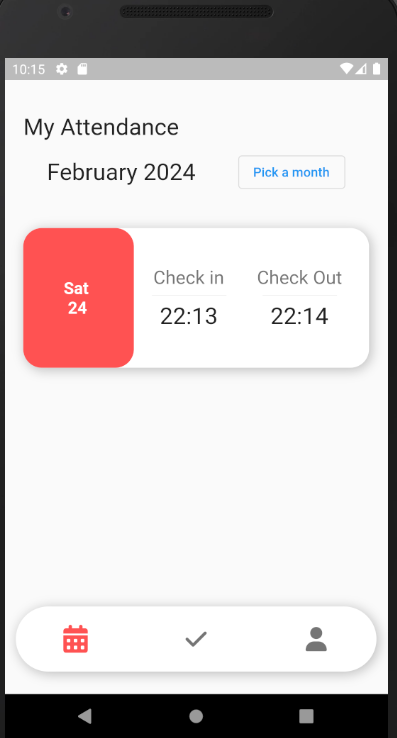 10:15
My Attendance
February 2024
Pick a month
Sat
24
Check in
Check Out
22:13
22:14